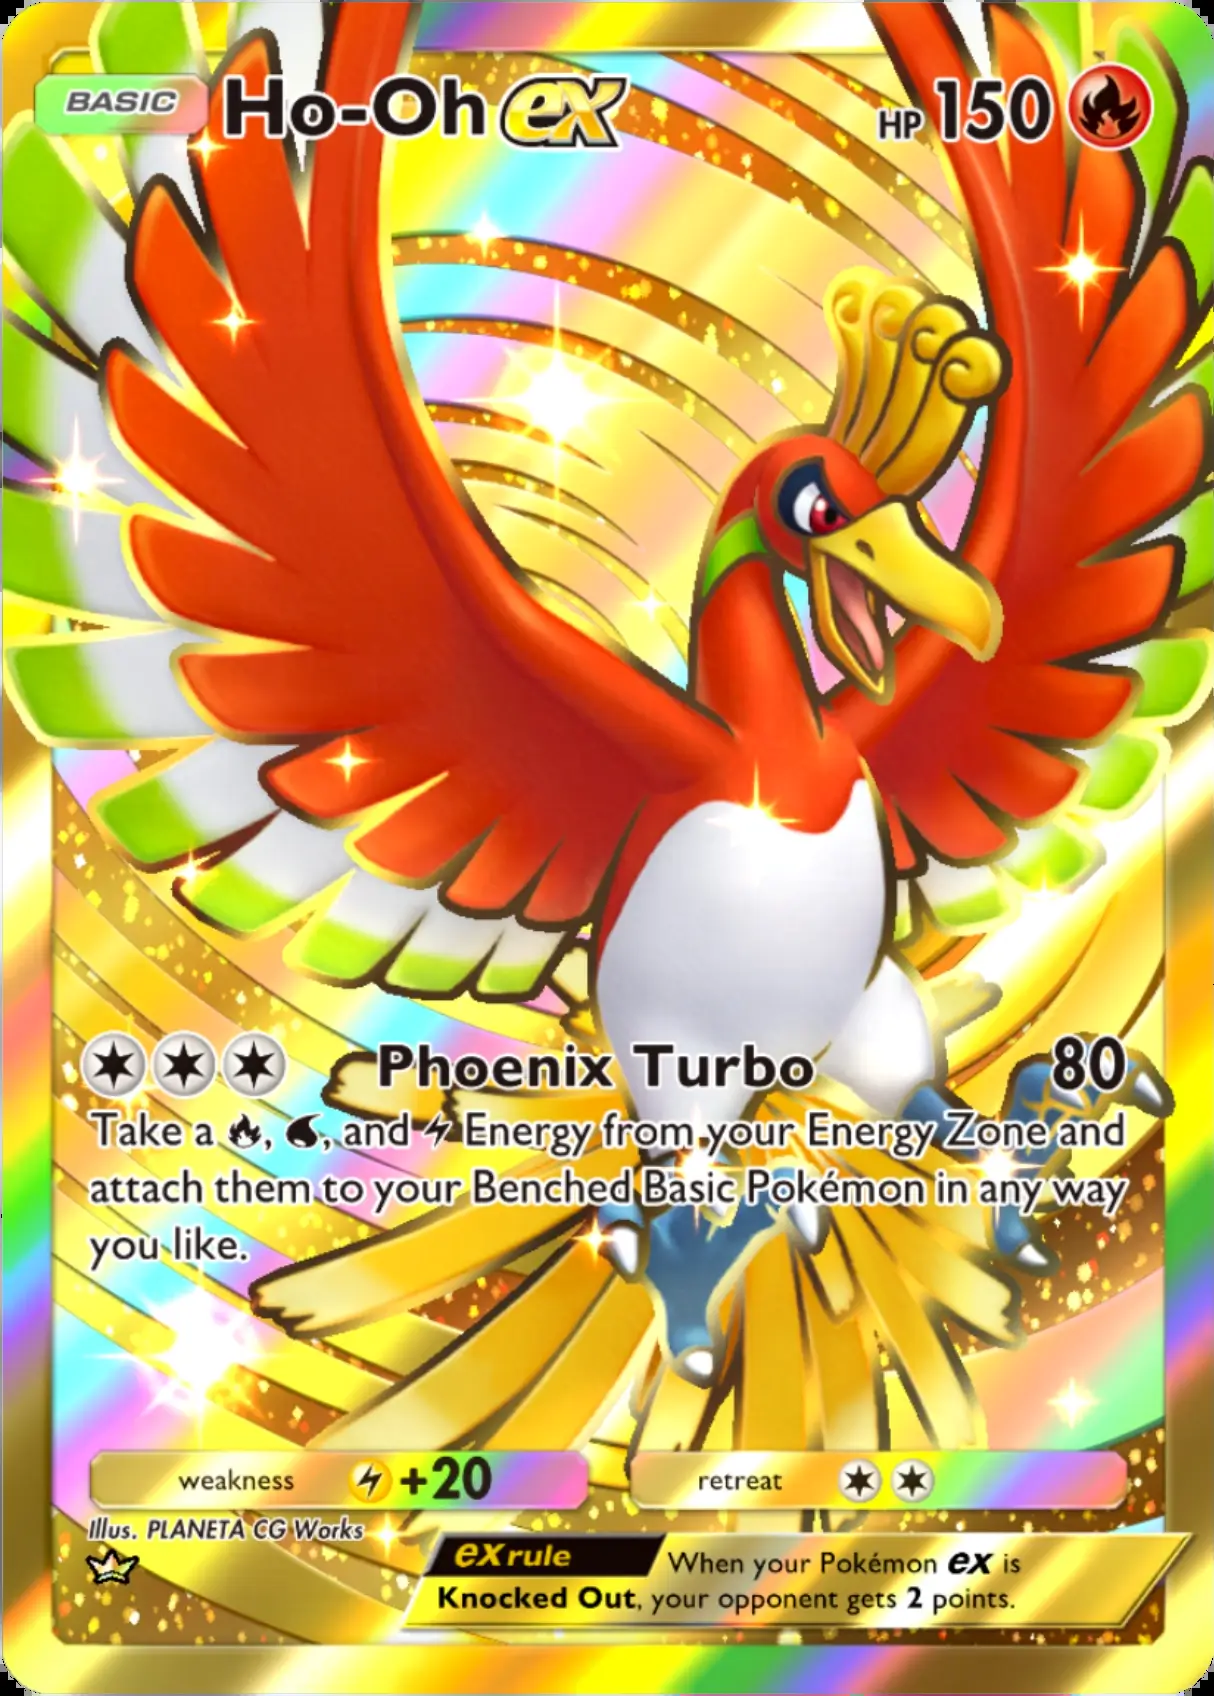 BASIC Ho-Oh ex HP 150
Phoenix Turbo 80
Take a , , and Energy from your Energy Zone and
attach them to your Benched Basic Pokémon in any way
you like.
weakness +20 retreat
Illus. PLANETA CG Works
ex rule When your Pokémon ex is
Knocked Out, your opponent gets 2 points.